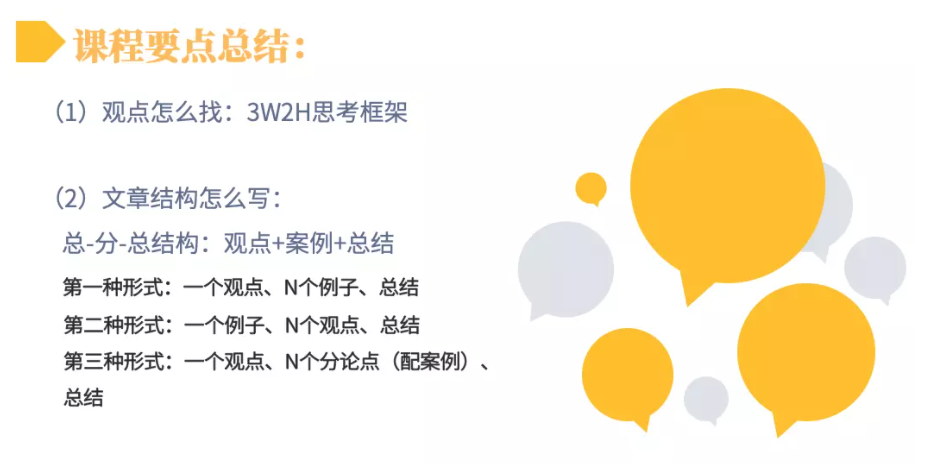 课程要点总结：
（1）观点怎么找：3W2H思考框架
（2）文章结构怎么写：
总-分-总结构：观点+案例+总结
第一种形式：一个观点、N个例子、总结
第二种形式：一个例子、N个观点、总结
第三种形式：一个观点、N个分论点（配案例）、
总结